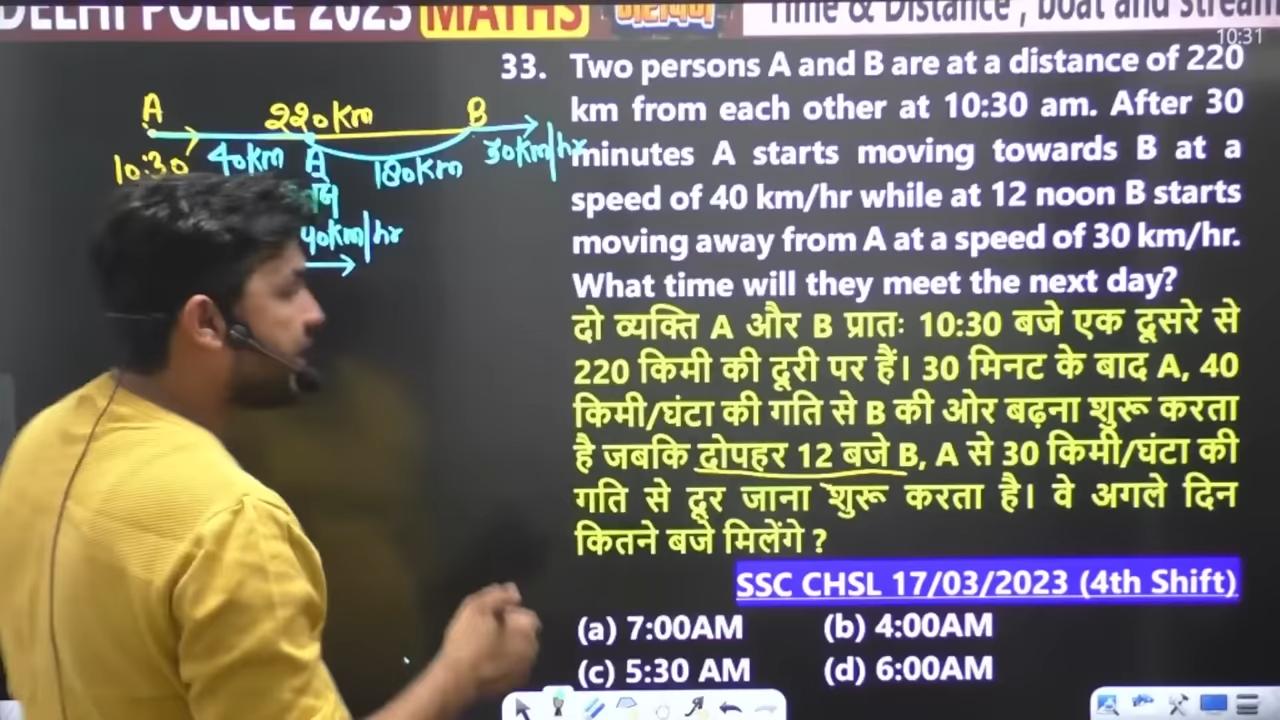 DELHI POLICE 2023 MATHS Time & Distance , boat and stream
10:31
33. Two persons A and B are at a distance of 220
km from each other at 10:30 am. After 30
minutes A starts moving towards B at a
speed of 40 km/hr while at 12 noon B starts
moving away from A at a speed of 30 km/hr.
What time will they meet the next day?
दो व्यक्ति A और B प्रातः 10:30 बजे एक दूसरे से
220 किमी की दूरी पर हैं। 30 मिनट के बाद A, 40
किमी/घंटा की गति से B की ओर बढ़ना शुरू करता
है जबकि दोपहर 12 बजे B, A से 30 किमी/घंटा की
गति से दूर जाना शुरू करता है। वे अगले दिन
कितने बजे मिलेंगे ?
SSC CHSL 17/03/2023 (4th Shift)
(a) 7:00AM (b) 4:00AM
(c) 5:30 AM (d) 6:00AM
A 220km B
10:30 40km A 180km 30km/hr
40km/hr